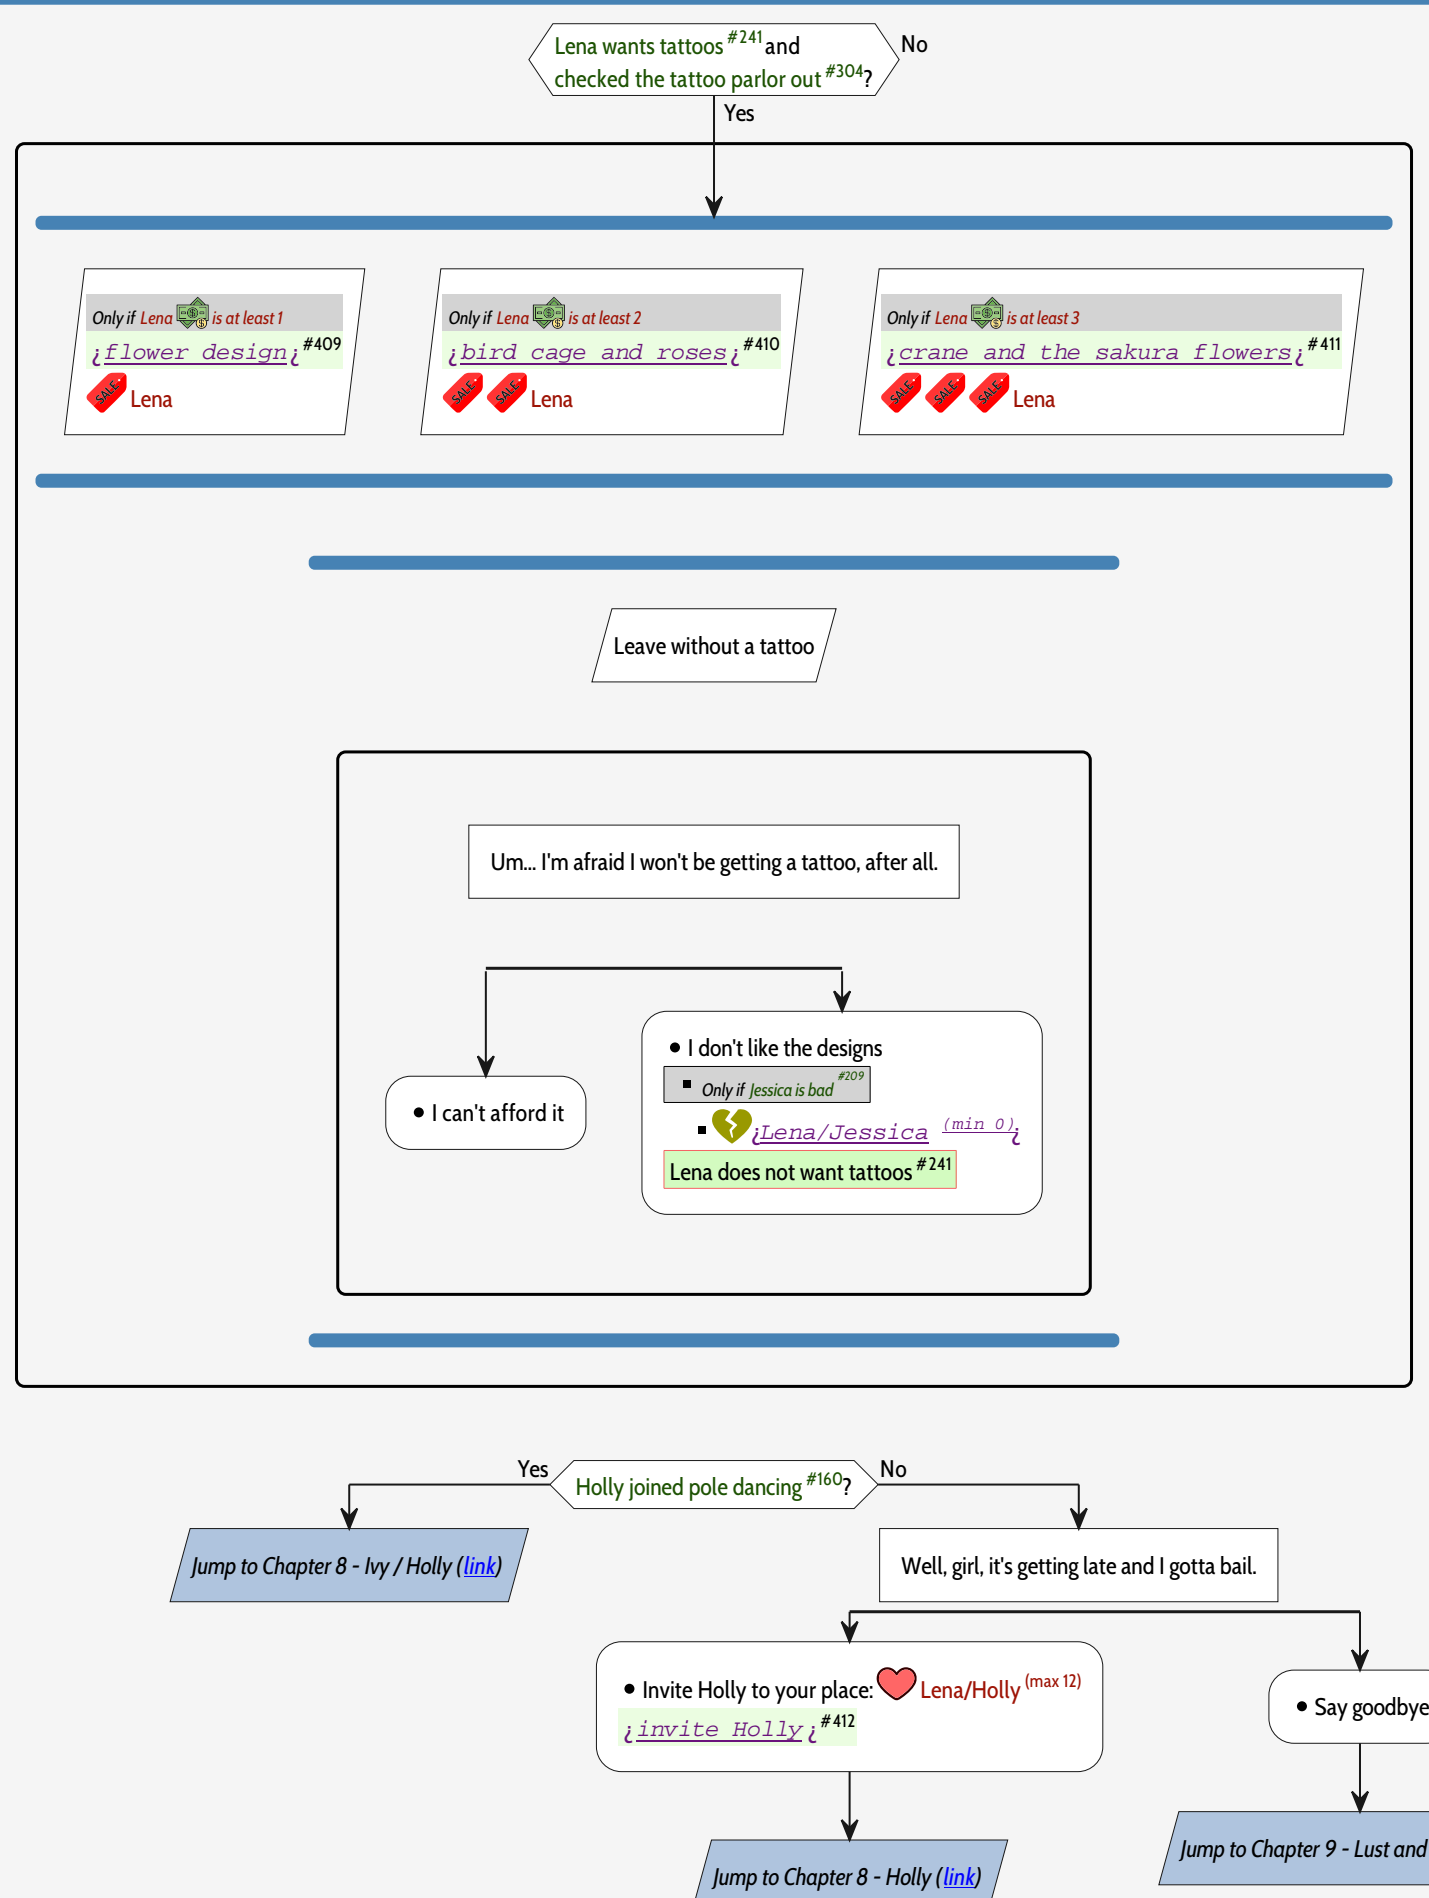 Lena wants tattoos #241 and
checked the tattoo parlor out #304?
No
Yes
Only if Lena is at least 1
¿flower design¿ #409
SALE Lena
Only if Lena is at least 2
¿bird cage and roses¿ #410
SALE SALE Lena
Only if Lena is at least 3
¿crane and the sakura flowers¿ #411
SALE SALE SALE Lena
Leave without a tattoo
Um... I'm afraid I won't be getting a tattoo, after all.
• I can't afford it
• I don't like the designs
▪ Only if Jessica is bad #209
▪ ¿Lena/Jessica (min 0)¿
Lena does not want tattoos #241
Yes
Holly joined pole dancing #160?
No
Jump to Chapter 8 - Ivy / Holly (link)
Well, girl, it's getting late and I gotta bail.
• Invite Holly to your place: Lena/Holly (max 12)
¿invite Holly¿ #412
• Say goodbye
Jump to Chapter 8 - Holly (link)
Jump to Chapter 9 - Lust and